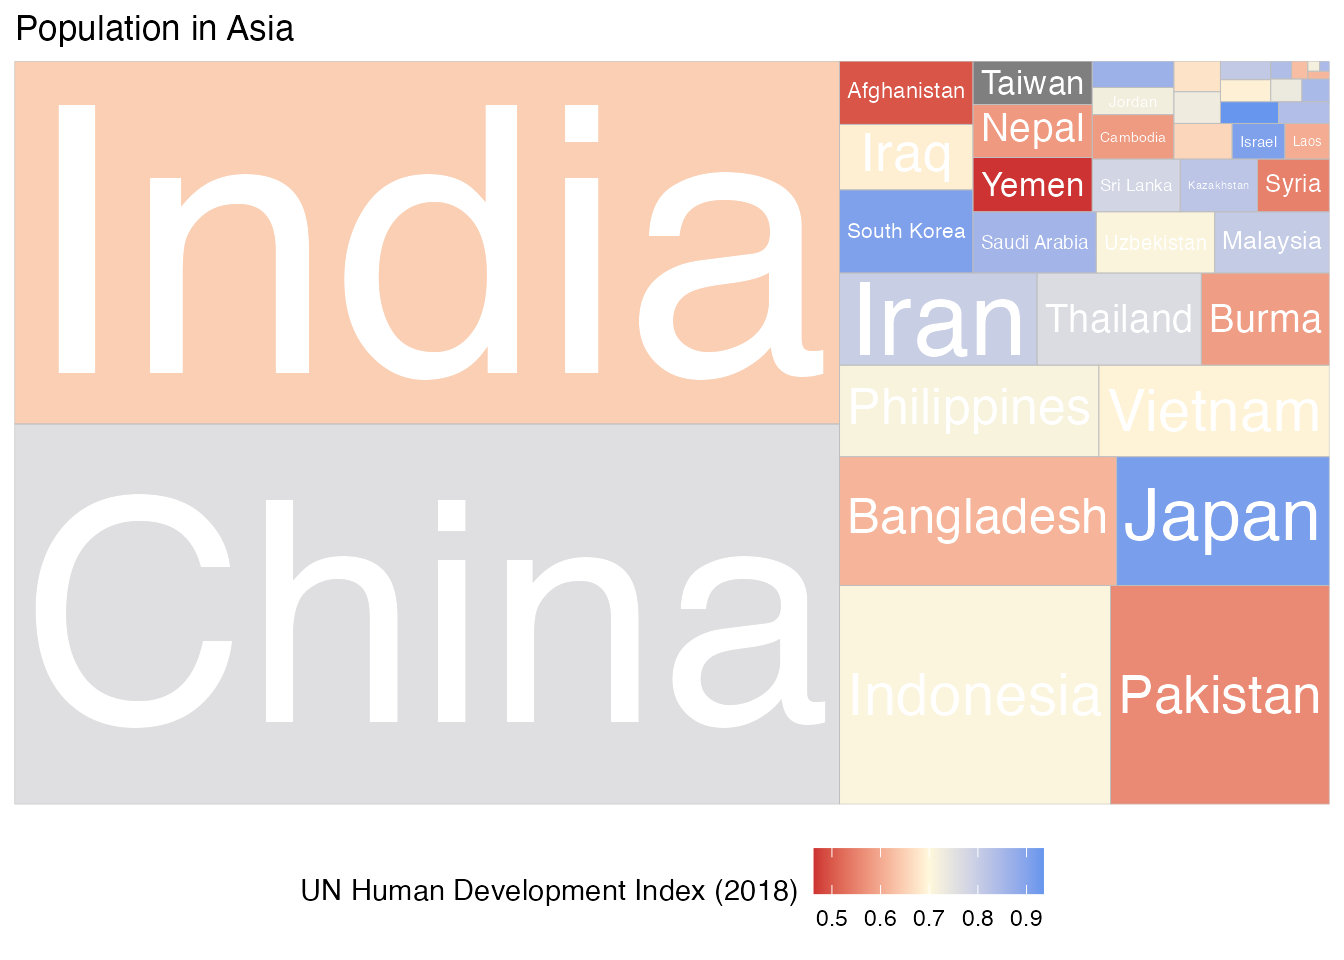 Population in Asia
India
China
Afghanistan
Taiwan
Jordan
Iraq
Nepal
Cambodia
Israel
Laos
Yemen
Sri Lanka
Kazakhstan
Syria
South Korea
Saudi Arabia
Uzbekistan
Malaysia
Iran
Thailand
Burma
Philippines
Vietnam
Bangladesh
Japan
Indonesia
Pakistan
UN Human Development Index (2018)
0.5 0.6 0.7 0.8 0.9